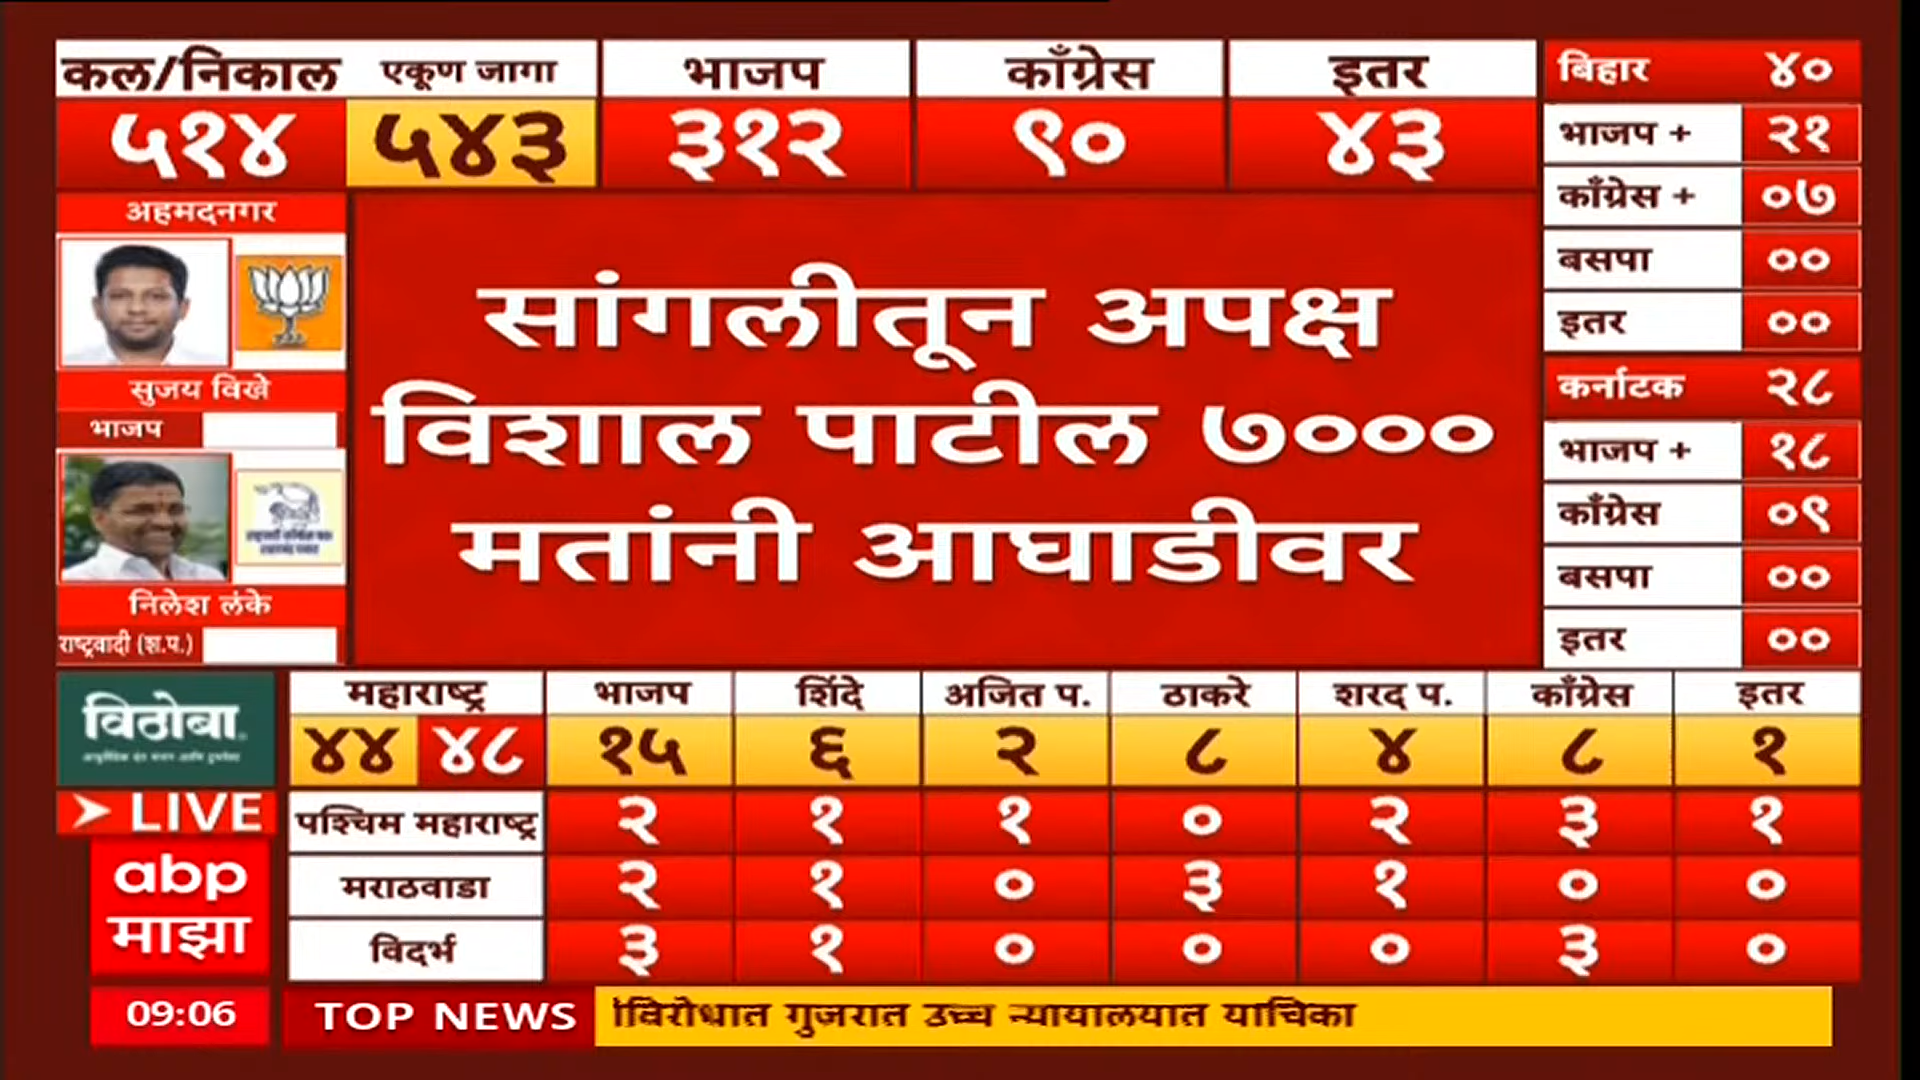 कल/निकाल एकूण जागा भाजप काँग्रेस इतर
५१४ ५४३ ३१२ ९० ४३
बिहार ४०
भाजप + २१
काँग्रेस + ०७
बसपा ००
इतर ००
कर्नाटक २८
भाजप + १८
काँग्रेस ०९
बसपा ००
इतर ००
अहमदनगर
सुजय विखे
भाजप
निलेश लंके
राष्ट्रवादी (श.प.)
सांगलीतून अपक्ष
विशाल पाटील ७०००
मतांनी आघाडीवर
विठोबा
महाराष्ट्र भाजप शिंदे अजित प. ठाकरे शरद प. काँग्रेस इतर
४४ ४८ १५ ६ २ ८ ४ ८ १
पश्चिम महाराष्ट्र २ १ १ ० २ ३ १
मराठवाडा २ १ ० ३ १ ० ०
विदर्भ ३ १ ० ० ० ३ ०
LIVE
abp
माझा
09:06
TOP NEWS विरोधात गुजरात उच्च न्यायालयात याचिका